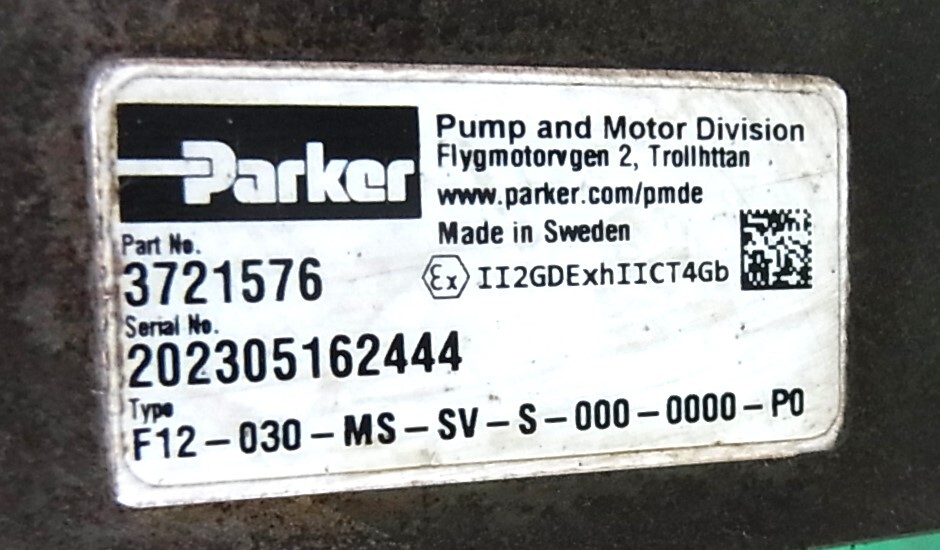 Parker
Pump and Motor Division
Flygmotorvgen 2, Trollhttan
www.parker.com/pmde
Made in Sweden
Ex II2GDExhIICT4Gb
Part No.
3721576
Serial No.
202305162444
Type
F12-030-MS-SV-S-000-0000-P0